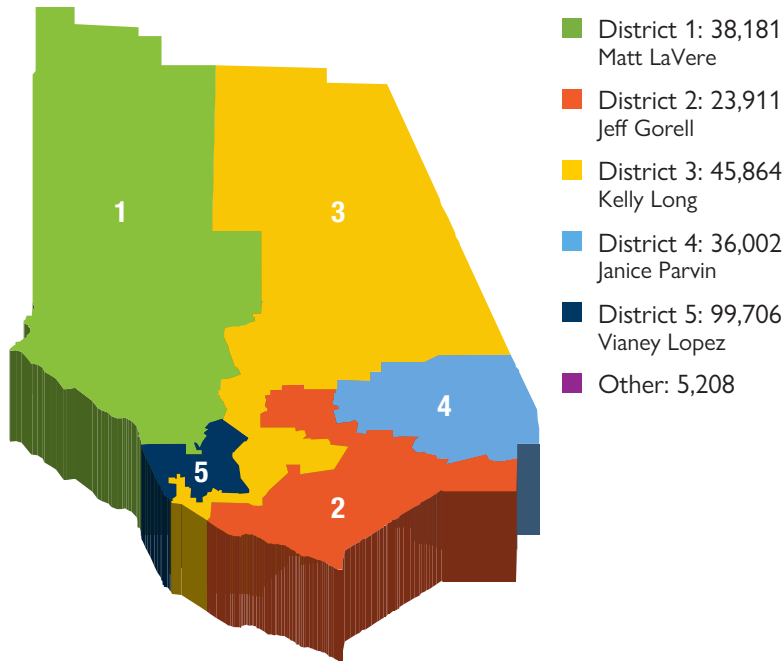 District 1: 38,181
Matt LaVere
District 2: 23,911
Jeff Gorell
District 3: 45,864
Kelly Long
District 4: 36,002
Janice Parvin
District 5: 99,706
Vianey Lopez
Other: 5,208
1
3
4
5
2